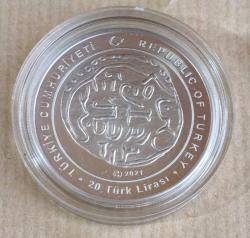 TÜRKİYE CUMHURİYETİ
REPUBLIC OF TURKEY
2021
20 Türk Lirası